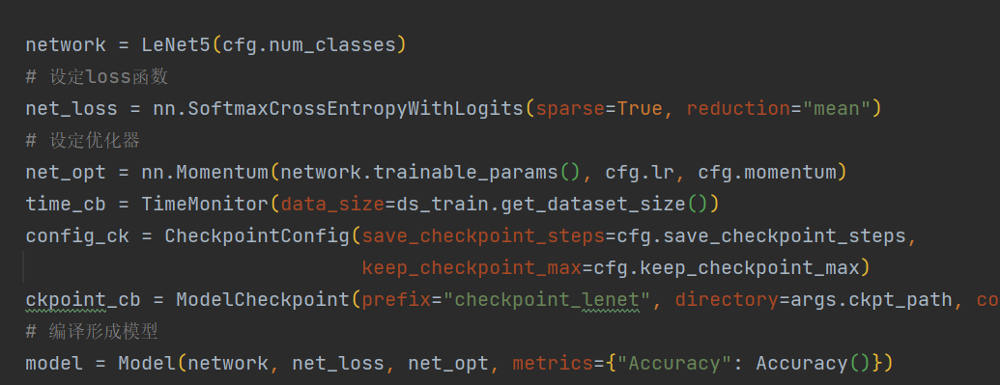 network = LeNet5(cfg.num_classes)
# 设定loss函数
net_loss = nn.SoftmaxCrossEntropyWithLogits(sparse=True, reduction="mean")
# 设定优化器
net_opt = nn.Momentum(network.trainable_params(), cfg.lr, cfg.momentum)
time_cb = TimeMonitor(data_size=ds_train.get_dataset_size())
config_ck = CheckpointConfig(save_checkpoint_steps=cfg.save_checkpoint_steps,
keep_checkpoint_max=cfg.keep_checkpoint_max)
ckpoint_cb = ModelCheckpoint(prefix="checkpoint_lenet", directory=args.ckpt_path, co
# 编译形成模型
model = Model(network, net_loss, net_opt, metrics={"Accuracy": Accuracy()})